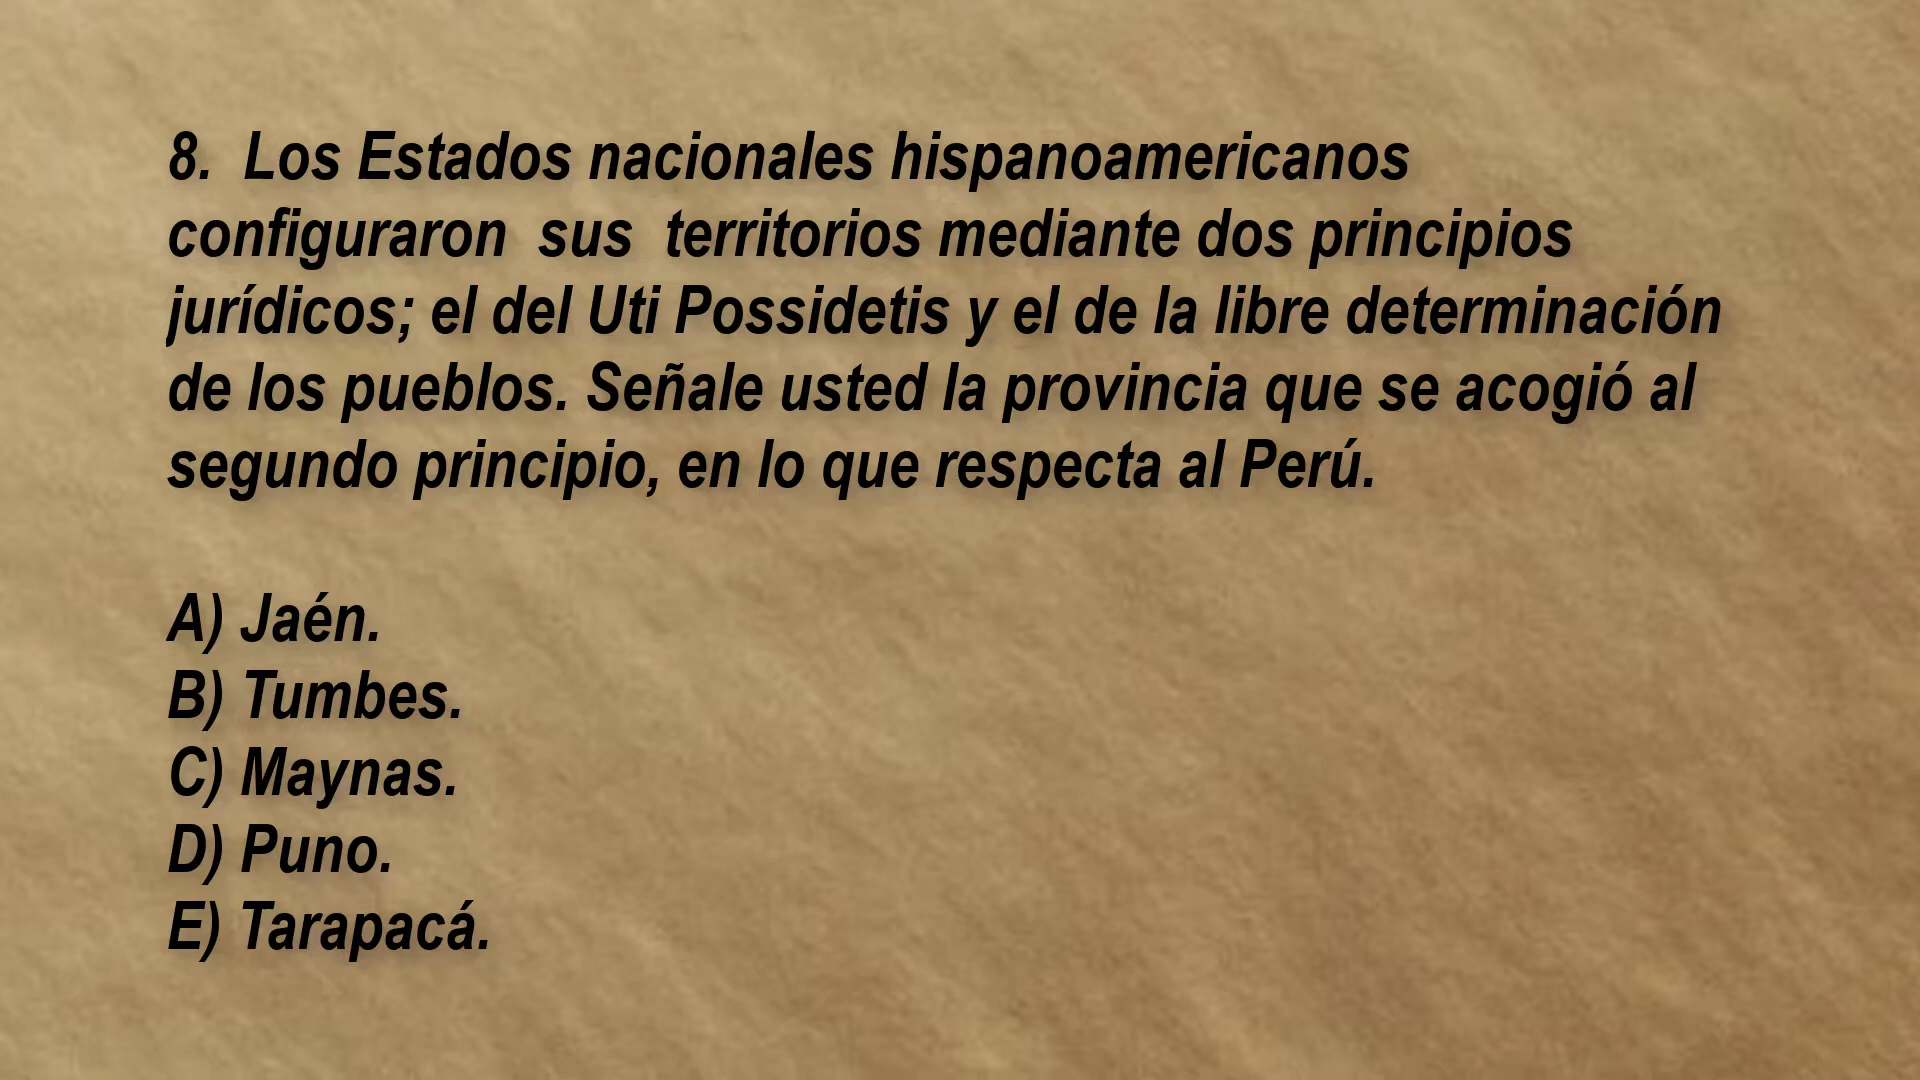 8.  Los Estados nacionales hispanoamericanos
configuraron  sus  territorios mediante dos principios
jurídicos; el del Uti Possidetis y el de la libre determinación
de los pueblos. Señale usted la provincia que se acogió al
segundo principio, en lo que respecta al Perú.
A) Jaén.
B) Tumbes.
C) Maynas.
D) Puno.
E) Tarapacá.